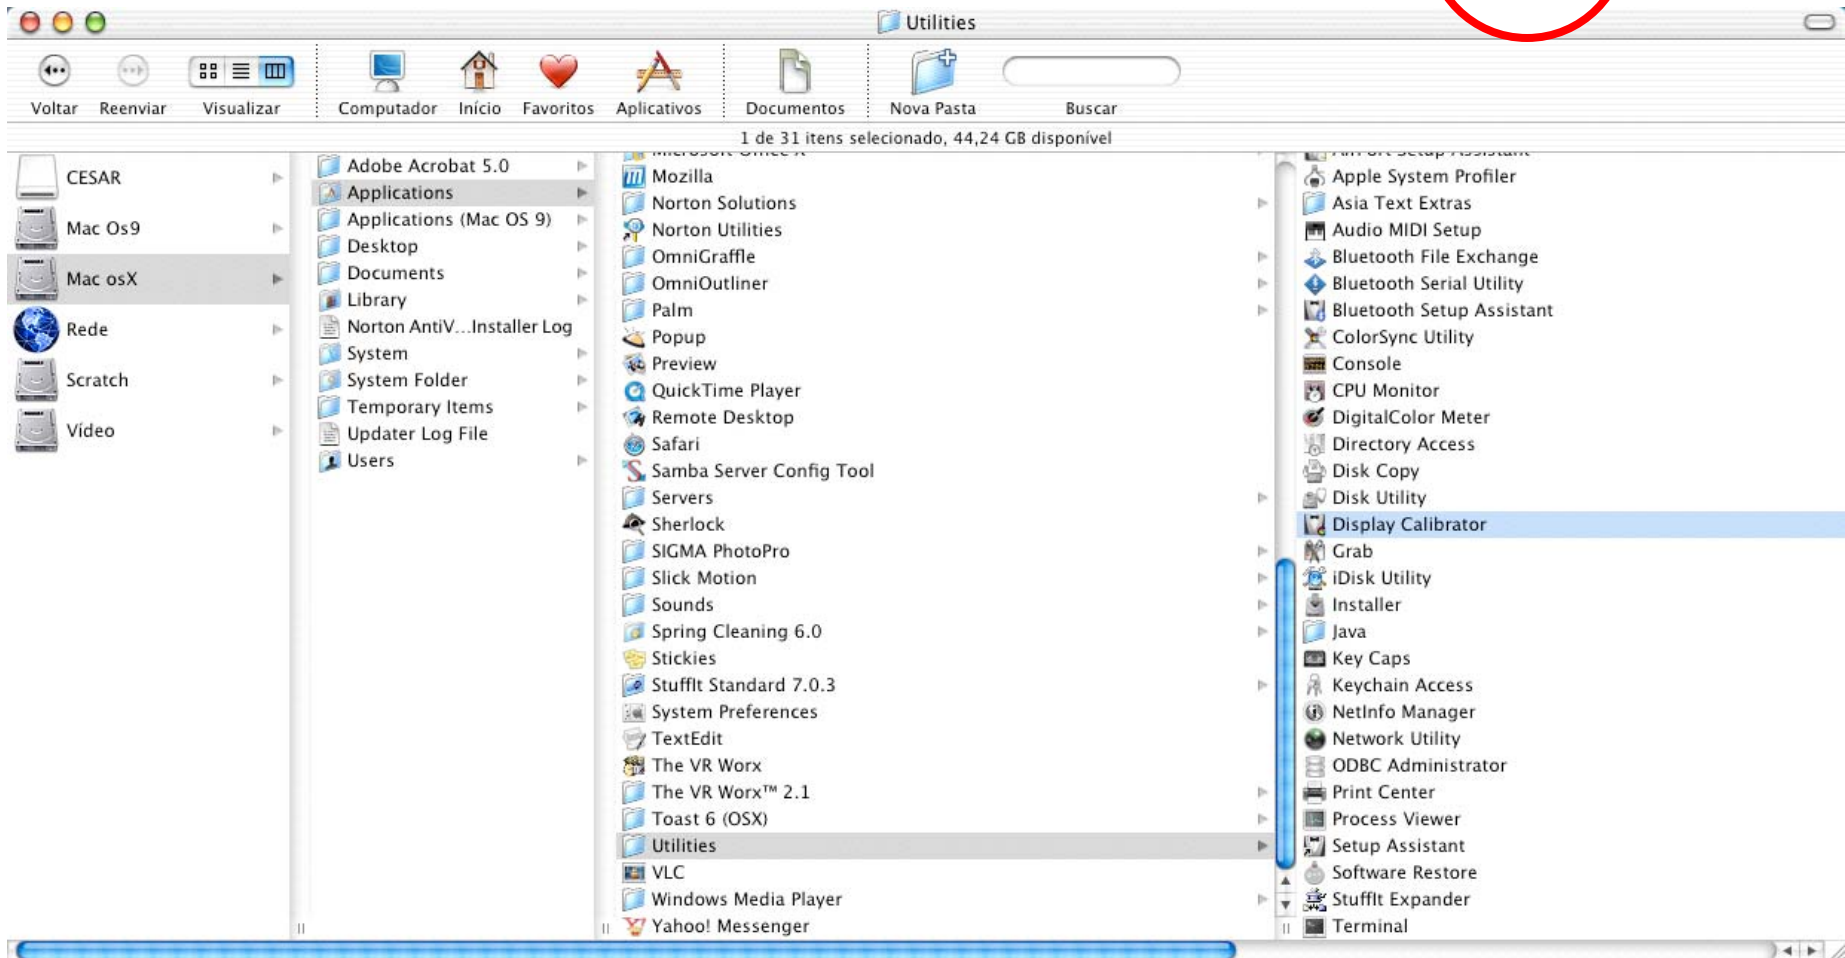 Utilities
Voltar Reenviar Visualizar Computador Início Favoritos Aplicativos Documentos Nova Pasta Buscar
1 de 31 itens selecionado, 44,24 GB disponível
CESAR
Mac Os9
Mac osX
Rede
Scratch
Vídeo
Adobe Acrobat 5.0
Applications
Applications (Mac OS 9)
Desktop
Documents
Library
Norton AntiV...Installer Log
System
System Folder
Temporary Items
Updater Log File
Users
Microsoft Office X
Mozilla
Norton Solutions
Norton Utilities
OmniGraffle
OmniOutliner
Palm
Popup
Preview
QuickTime Player
Remote Desktop
Safari
Samba Server Config Tool
Servers
Sherlock
SIGMA PhotoPro
Slick Motion
Sounds
Spring Cleaning 6.0
Stickies
StuffIt Standard 7.0.3
System Preferences
TextEdit
The VR Worx
The VR Worx™ 2.1
Toast 6 (OSX)
Utilities
VLC
Windows Media Player
Yahoo! Messenger
AirPort Setup Assistant
Apple System Profiler
Asia Text Extras
Audio MIDI Setup
Bluetooth File Exchange
Bluetooth Serial Utility
Bluetooth Setup Assistant
ColorSync Utility
Console
CPU Monitor
DigitalColor Meter
Directory Access
Disk Copy
Disk Utility
Display Calibrator
Grab
iDisk Utility
Installer
Java
Key Caps
Keychain Access
NetInfo Manager
Network Utility
ODBC Administrator
Print Center
Process Viewer
Setup Assistant
Software Restore
StuffIt Expander
Terminal